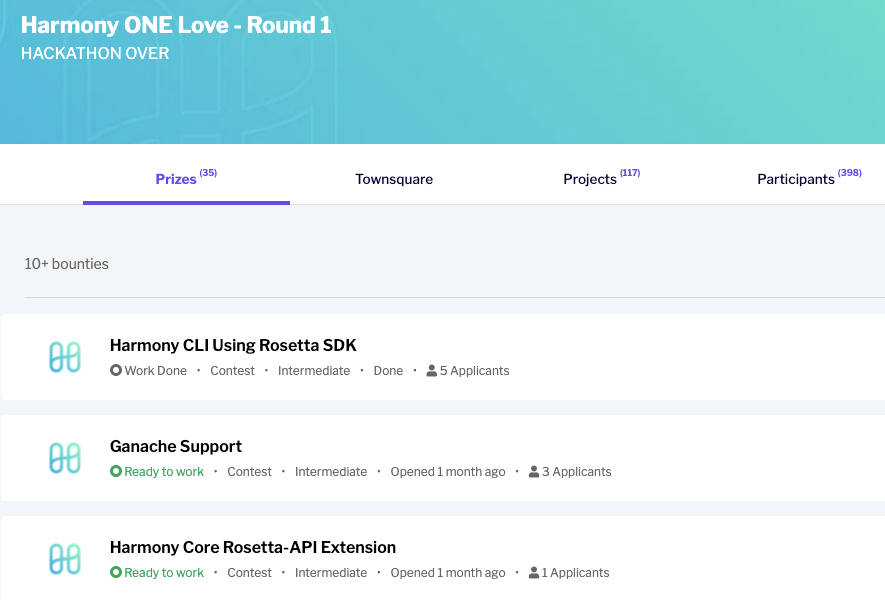 Harmony ONE Love - Round 1
HACKATHON OVER
Prizes (35) Townsquare Projects (117) Participants (398)
10+ bounties
Harmony CLI Using Rosetta SDK
Work Done • Contest • Intermediate • Done • 5 Applicants
Ganache Support
Ready to work • Contest • Intermediate • Opened 1 month ago • 3 Applicants
Harmony Core Rosetta-API Extension
Ready to work • Contest • Intermediate • Opened 1 month ago • 1 Applicants